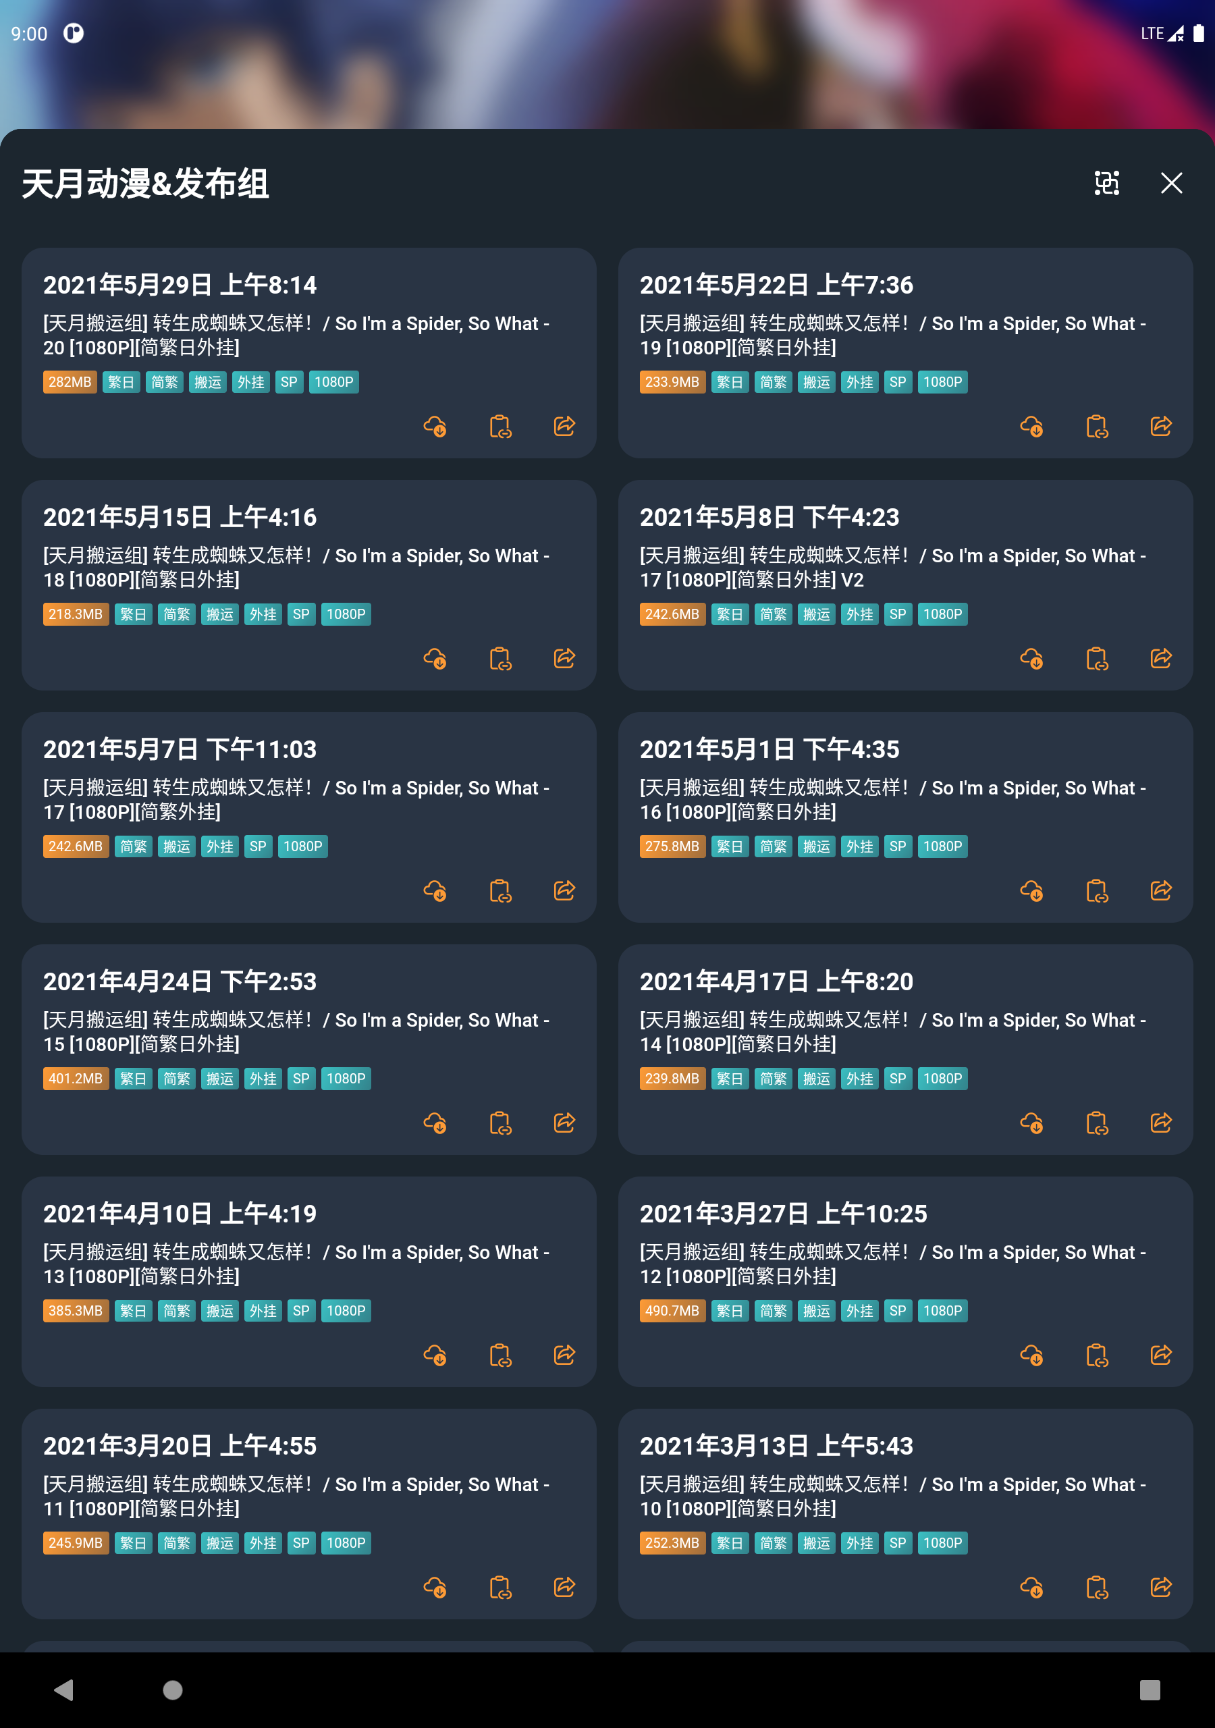 9:00
LTE
天月动漫&发布组
2021年5月29日 上午8:14
[天月搬运组] 转生成蜘蛛又怎样！/ So I'm a Spider, So What -
20 [1080P][简繁日外挂]
282MB 繁日 简繁 搬运 外挂 SP 1080P
2021年5月22日 上午7:36
[天月搬运组] 转生成蜘蛛又怎样！/ So I'm a Spider, So What -
19 [1080P][简繁日外挂]
233.9MB 繁日 简繁 搬运 外挂 SP 1080P
2021年5月15日 上午4:16
[天月搬运组] 转生成蜘蛛又怎样！/ So I'm a Spider, So What -
18 [1080P][简繁日外挂]
218.3MB 繁日 简繁 搬运 外挂 SP 1080P
2021年5月8日 下午4:23
[天月搬运组] 转生成蜘蛛又怎样！/ So I'm a Spider, So What -
17 [1080P][简繁日外挂] V2
242.6MB 繁日 简繁 搬运 外挂 SP 1080P
2021年5月7日 下午11:03
[天月搬运组] 转生成蜘蛛又怎样！/ So I'm a Spider, So What -
17 [1080P][简繁外挂]
242.6MB 简繁 搬运 外挂 SP 1080P
2021年5月1日 下午4:35
[天月搬运组] 转生成蜘蛛又怎样！/ So I'm a Spider, So What -
16 [1080P][简繁日外挂]
275.8MB 繁日 简繁 搬运 外挂 SP 1080P
2021年4月24日 下午2:53
[天月搬运组] 转生成蜘蛛又怎样！/ So I'm a Spider, So What -
15 [1080P][简繁日外挂]
401.2MB 繁日 简繁 搬运 外挂 SP 1080P
2021年4月17日 上午8:20
[天月搬运组] 转生成蜘蛛又怎样！/ So I'm a Spider, So What -
14 [1080P][简繁日外挂]
239.8MB 繁日 简繁 搬运 外挂 SP 1080P
2021年4月10日 上午4:19
[天月搬运组] 转生成蜘蛛又怎样！/ So I'm a Spider, So What -
13 [1080P][简繁日外挂]
385.3MB 繁日 简繁 搬运 外挂 SP 1080P
2021年3月27日 上午10:25
[天月搬运组] 转生成蜘蛛又怎样！/ So I'm a Spider, So What -
12 [1080P][简繁日外挂]
490.7MB 繁日 简繁 搬运 外挂 SP 1080P
2021年3月20日 上午4:55
[天月搬运组] 转生成蜘蛛又怎样！/ So I'm a Spider, So What -
11 [1080P][简繁日外挂]
245.9MB 繁日 简繁 搬运 外挂 SP 1080P
2021年3月13日 上午5:43
[天月搬运组] 转生成蜘蛛又怎样！/ So I'm a Spider, So What -
10 [1080P][简繁日外挂]
252.3MB 繁日 简繁 搬运 外挂 SP 1080P